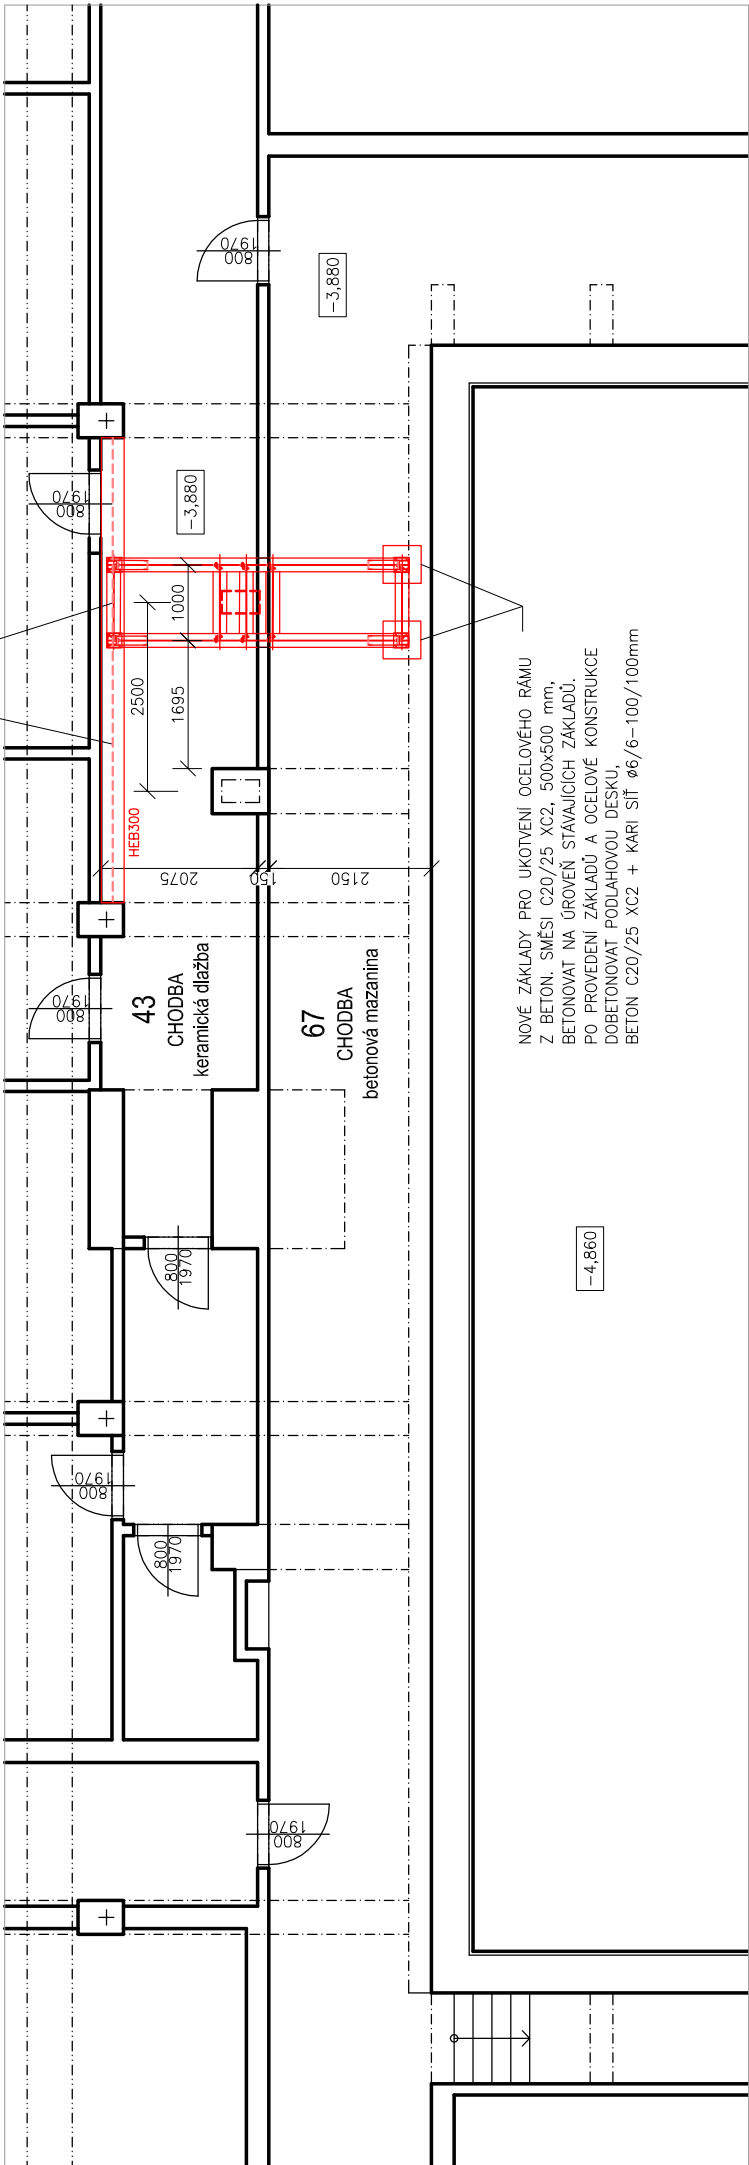 1970
800
-3,880
1970
800
-3,880
1000
2500
1695
HEB300
2075
150
2150
1970
800
43
CHODBA
keramická dlažba
67
CHODBA
betonová mazanina
NOVÉ ZÁKLADY PRO UKOTVENÍ OCELOVÉHO RÁMU
Z BETON. SMĚSI C20/25 XC2, 500x500 mm,
BETONOVAT NA ÚROVEŇ STÁVAJÍCÍCH ZÁKLADŮ.
PO PROVEDENÍ ZÁKLADŮ A OCELOVÉ KONSTRUKCE
DOBETONOVAT PODLAHOVOU DESKU,
BETON C20/25 XC2 + KARI SÍŤ ø6/6-100/100mm
800
1970
-4,860
1970
800
800
1970
1970
800